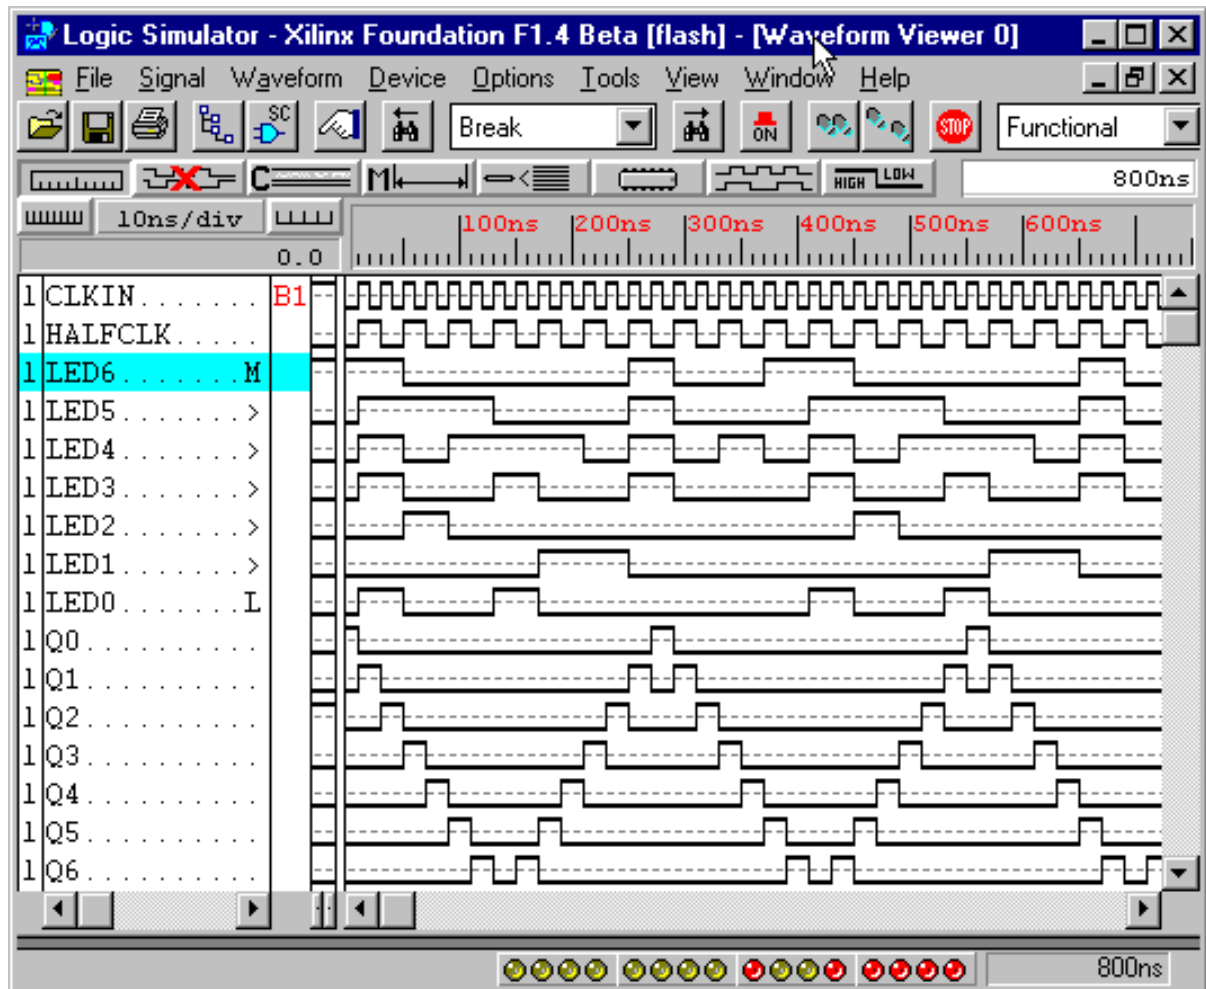 Logic Simulator - Xilinx Foundation F1.4 Beta [flash] - [Waveform Viewer 0]
File Signal Waveform Device Options Tools View Window Help
SC Break ON STOP Functional
C M HIGH LOW 800ns
10ns/div 100ns 200ns 300ns 400ns 500ns 600ns
0.0
1 CLKIN....... B1
1 HALFCLK.....
1 LED6.......M
1 LED5.......>
1 LED4.......>
1 LED3.......>
1 LED2.......>
1 LED1.......>
1 LED0.......L
1 Q0..........
1 Q1..........
1 Q2..........
1 Q3..........
1 Q4..........
1 Q5..........
1 Q6..........
800ns